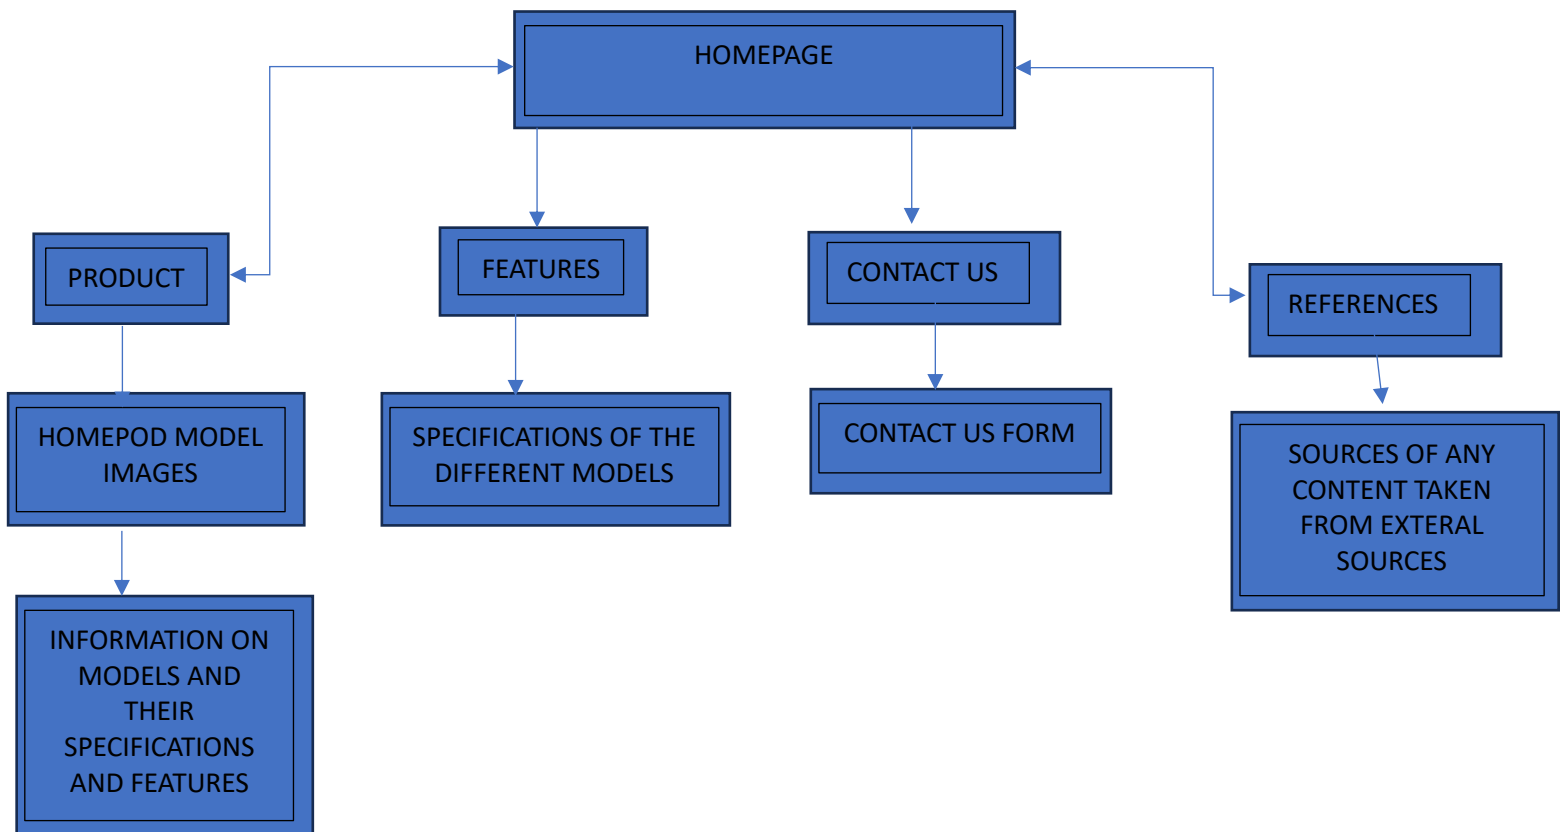 HOMEPAGE
PRODUCT
FEATURES
CONTACT US
REFERENCES
HOMEPOD MODEL
IMAGES
SPECIFICATIONS OF THE
DIFFERENT MODELS
CONTACT US FORM
SOURCES OF ANY
CONTENT TAKEN
FROM EXTERAL
SOURCES
INFORMATION ON
MODELS AND
THEIR
SPECIFICATIONS
AND FEATURES